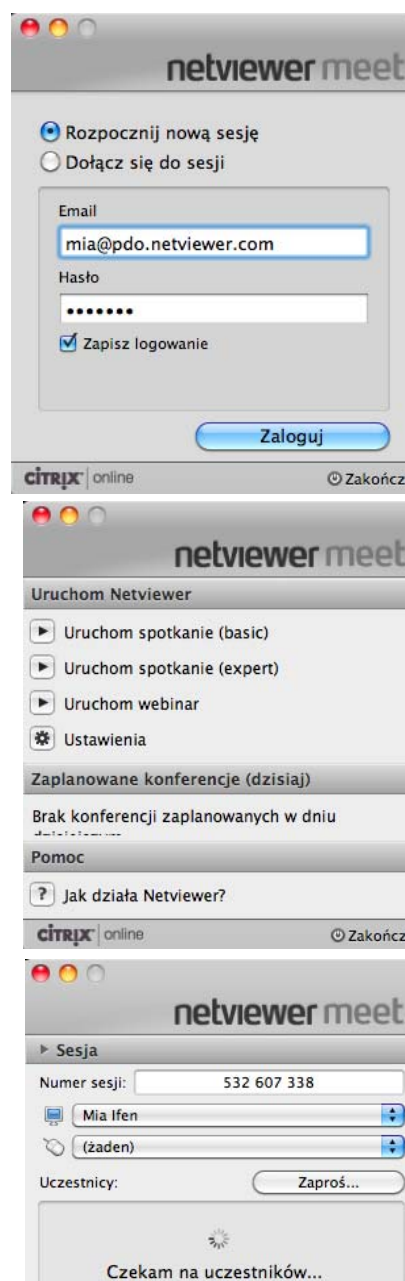 netviewer meet
Rozpocznij nową sesję
Dołącz się do sesji
Email
mia@pdo.netviewer.com
Hasło
•••••••
Zapisz logowanie
Zaloguj
CITRIX online
Zakończ
netviewer meet
Uruchom Netviewer
Uruchom spotkanie (basic)
Uruchom spotkanie (expert)
Uruchom webinar
Ustawienia
Zaplanowane konferencje (dzisiaj)
Brak konferencji zaplanowanych w dniu
Pomoc
? Jak działa Netviewer?
CITRIX online
Zakończ
netviewer meet
Sesja
Numer sesji: 532 607 338
Mia Ifen
(żaden)
Uczestnicy: Zaproś...
Czekam na uczestników...